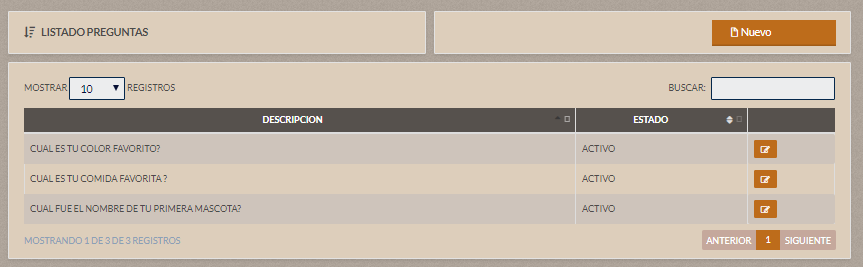 LISTADO PREGUNTAS
Nuevo
MOSTRAR 10 REGISTROS
BUSCAR:
DESCRIPCION ESTADO
CUAL ES TU COLOR FAVORITO? ACTIVO
CUAL ES TU COMIDA FAVORITA ? ACTIVO
CUAL FUE EL NOMBRE DE TU PRIMERA MASCOTA? ACTIVO
MOSTRANDO 1 DE 3 DE 3 REGISTROS
ANTERIOR 1 SIGUIENTE